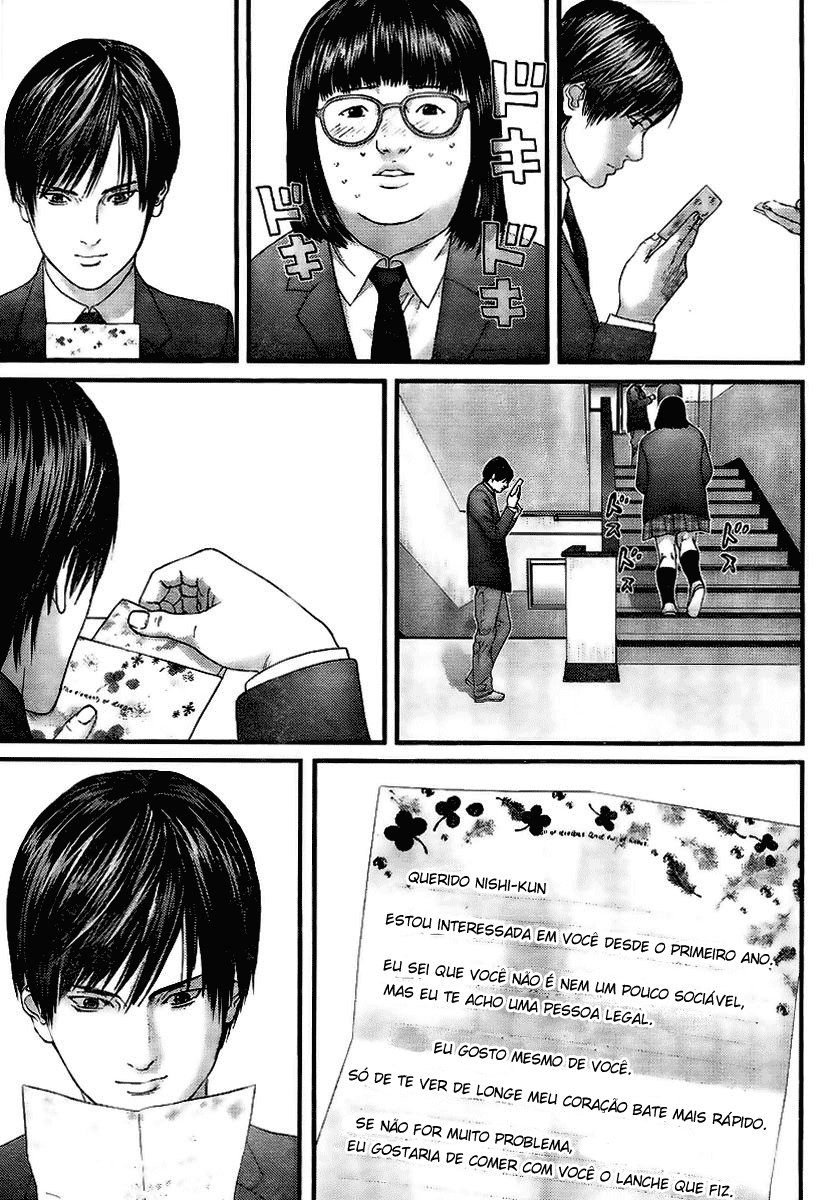 ドキ
ドキ
ドキ
ドス
ドス
ドス
QUERIDO NISHI-KUN
ESTOU INTERESSADA EM VOCÊ DESDE O PRIMEIRO ANO.
EU SEI QUE VOCÊ NÃO É NEM UM POUCO SOCIÁVEL,
MAS EU TE ACHO UMA PESSOA LEGAL.
EU GOSTO MESMO DE VOCÊ.
SÓ DE TE VER DE LONGE MEU CORAÇÃO BATE MAIS RÁPIDO.
SE NÃO FOR MUITO PROBLEMA,
EU GOSTARIA DE COMER COM VOCÊ O LANCHE QUE FIZ.